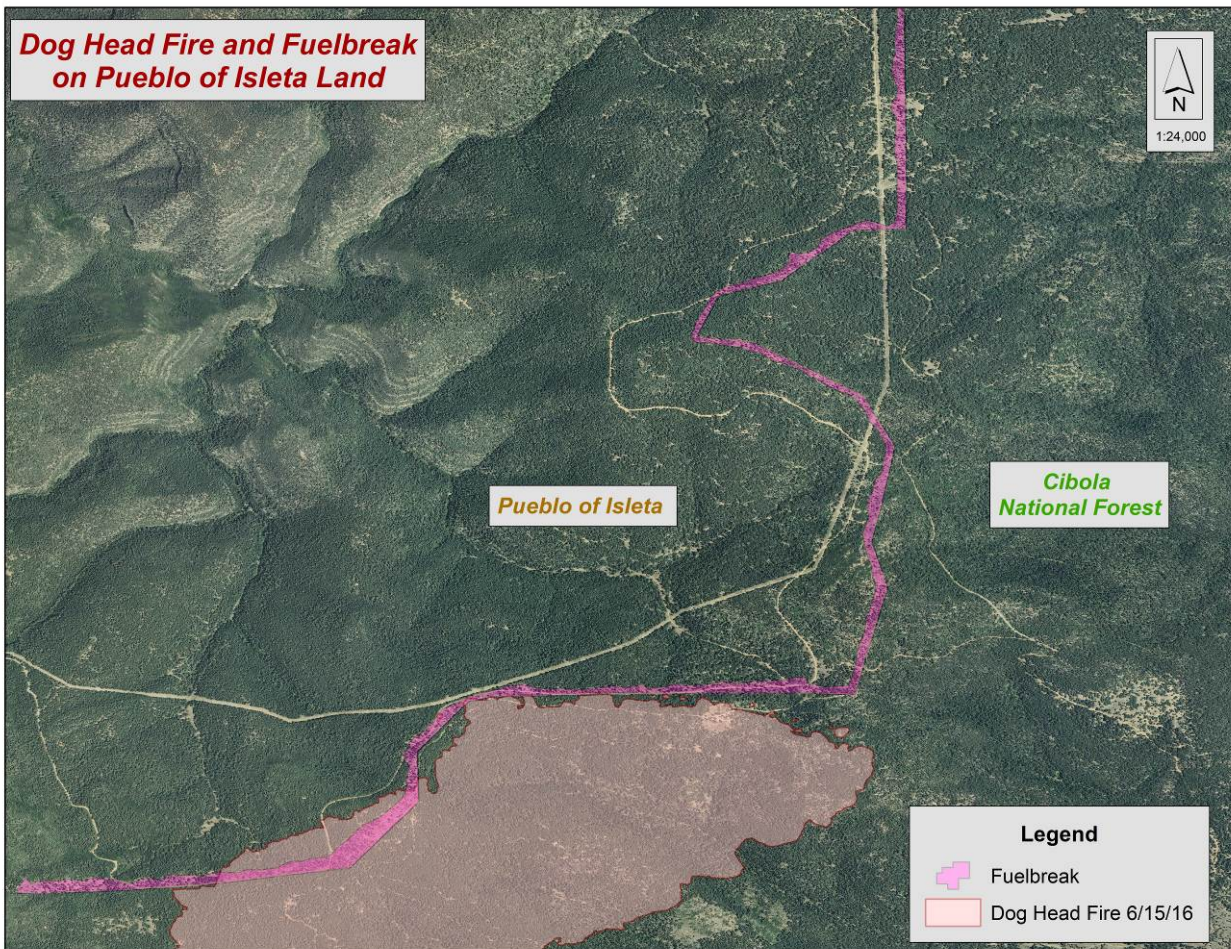 Dog Head Fire and Fuelbreak
on Pueblo of Isleta Land
N
1:24,000
Pueblo of Isleta
Cibola
National Forest
Legend
Fuelbreak
Dog Head Fire 6/15/16